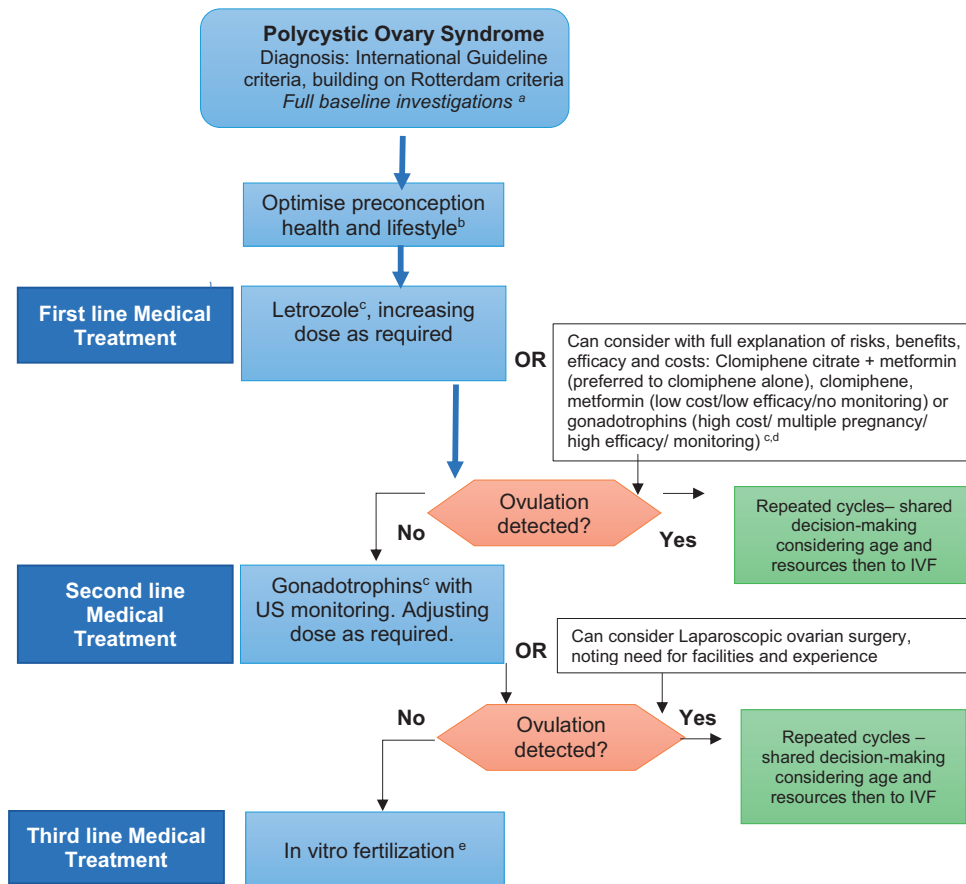 Polycystic Ovary Syndrome
Diagnosis: International Guideline
criteria, building on Rotterdam criteria
Full baseline investigations a
Optimise preconception
health and lifestyleb
First line Medical
Treatment
Letrozolec, increasing
dose as required
OR
Can consider with full explanation of risks, benefits,
efficacy and costs: Clomiphene citrate + metformin
(preferred to clomiphene alone), clomiphene,
metformin (low cost/low efficacy/no monitoring) or
gonadotrophins (high cost/ multiple pregnancy/
high efficacy/ monitoring) c,d
Ovulation
detected?
No
Yes
Repeated cycles– shared
decision-making
considering age and
resources then to IVF
Second line
Medical
Treatment
Gonadotrophinsc with
US monitoring. Adjusting
dose as required.
OR
Can consider Laparoscopic ovarian surgery,
noting need for facilities and experience
No
Ovulation
detected?
Yes
Repeated cycles –
shared decision-making
considering age and
resources then to IVF
Third line Medical
Treatment
In vitro fertilization e